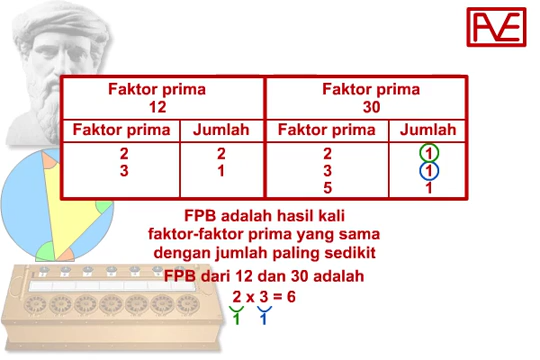 AVE
Faktor prima Faktor prima
12 30
Faktor prima Jumlah Faktor prima Jumlah
2 2 2 1
3 1 3 1
5 1
FPB adalah hasil kali
faktor-faktor prima yang sama
dengan jumlah paling sedikit
FPB dari 12 dan 30 adalah
2 x 3 = 6
1 1